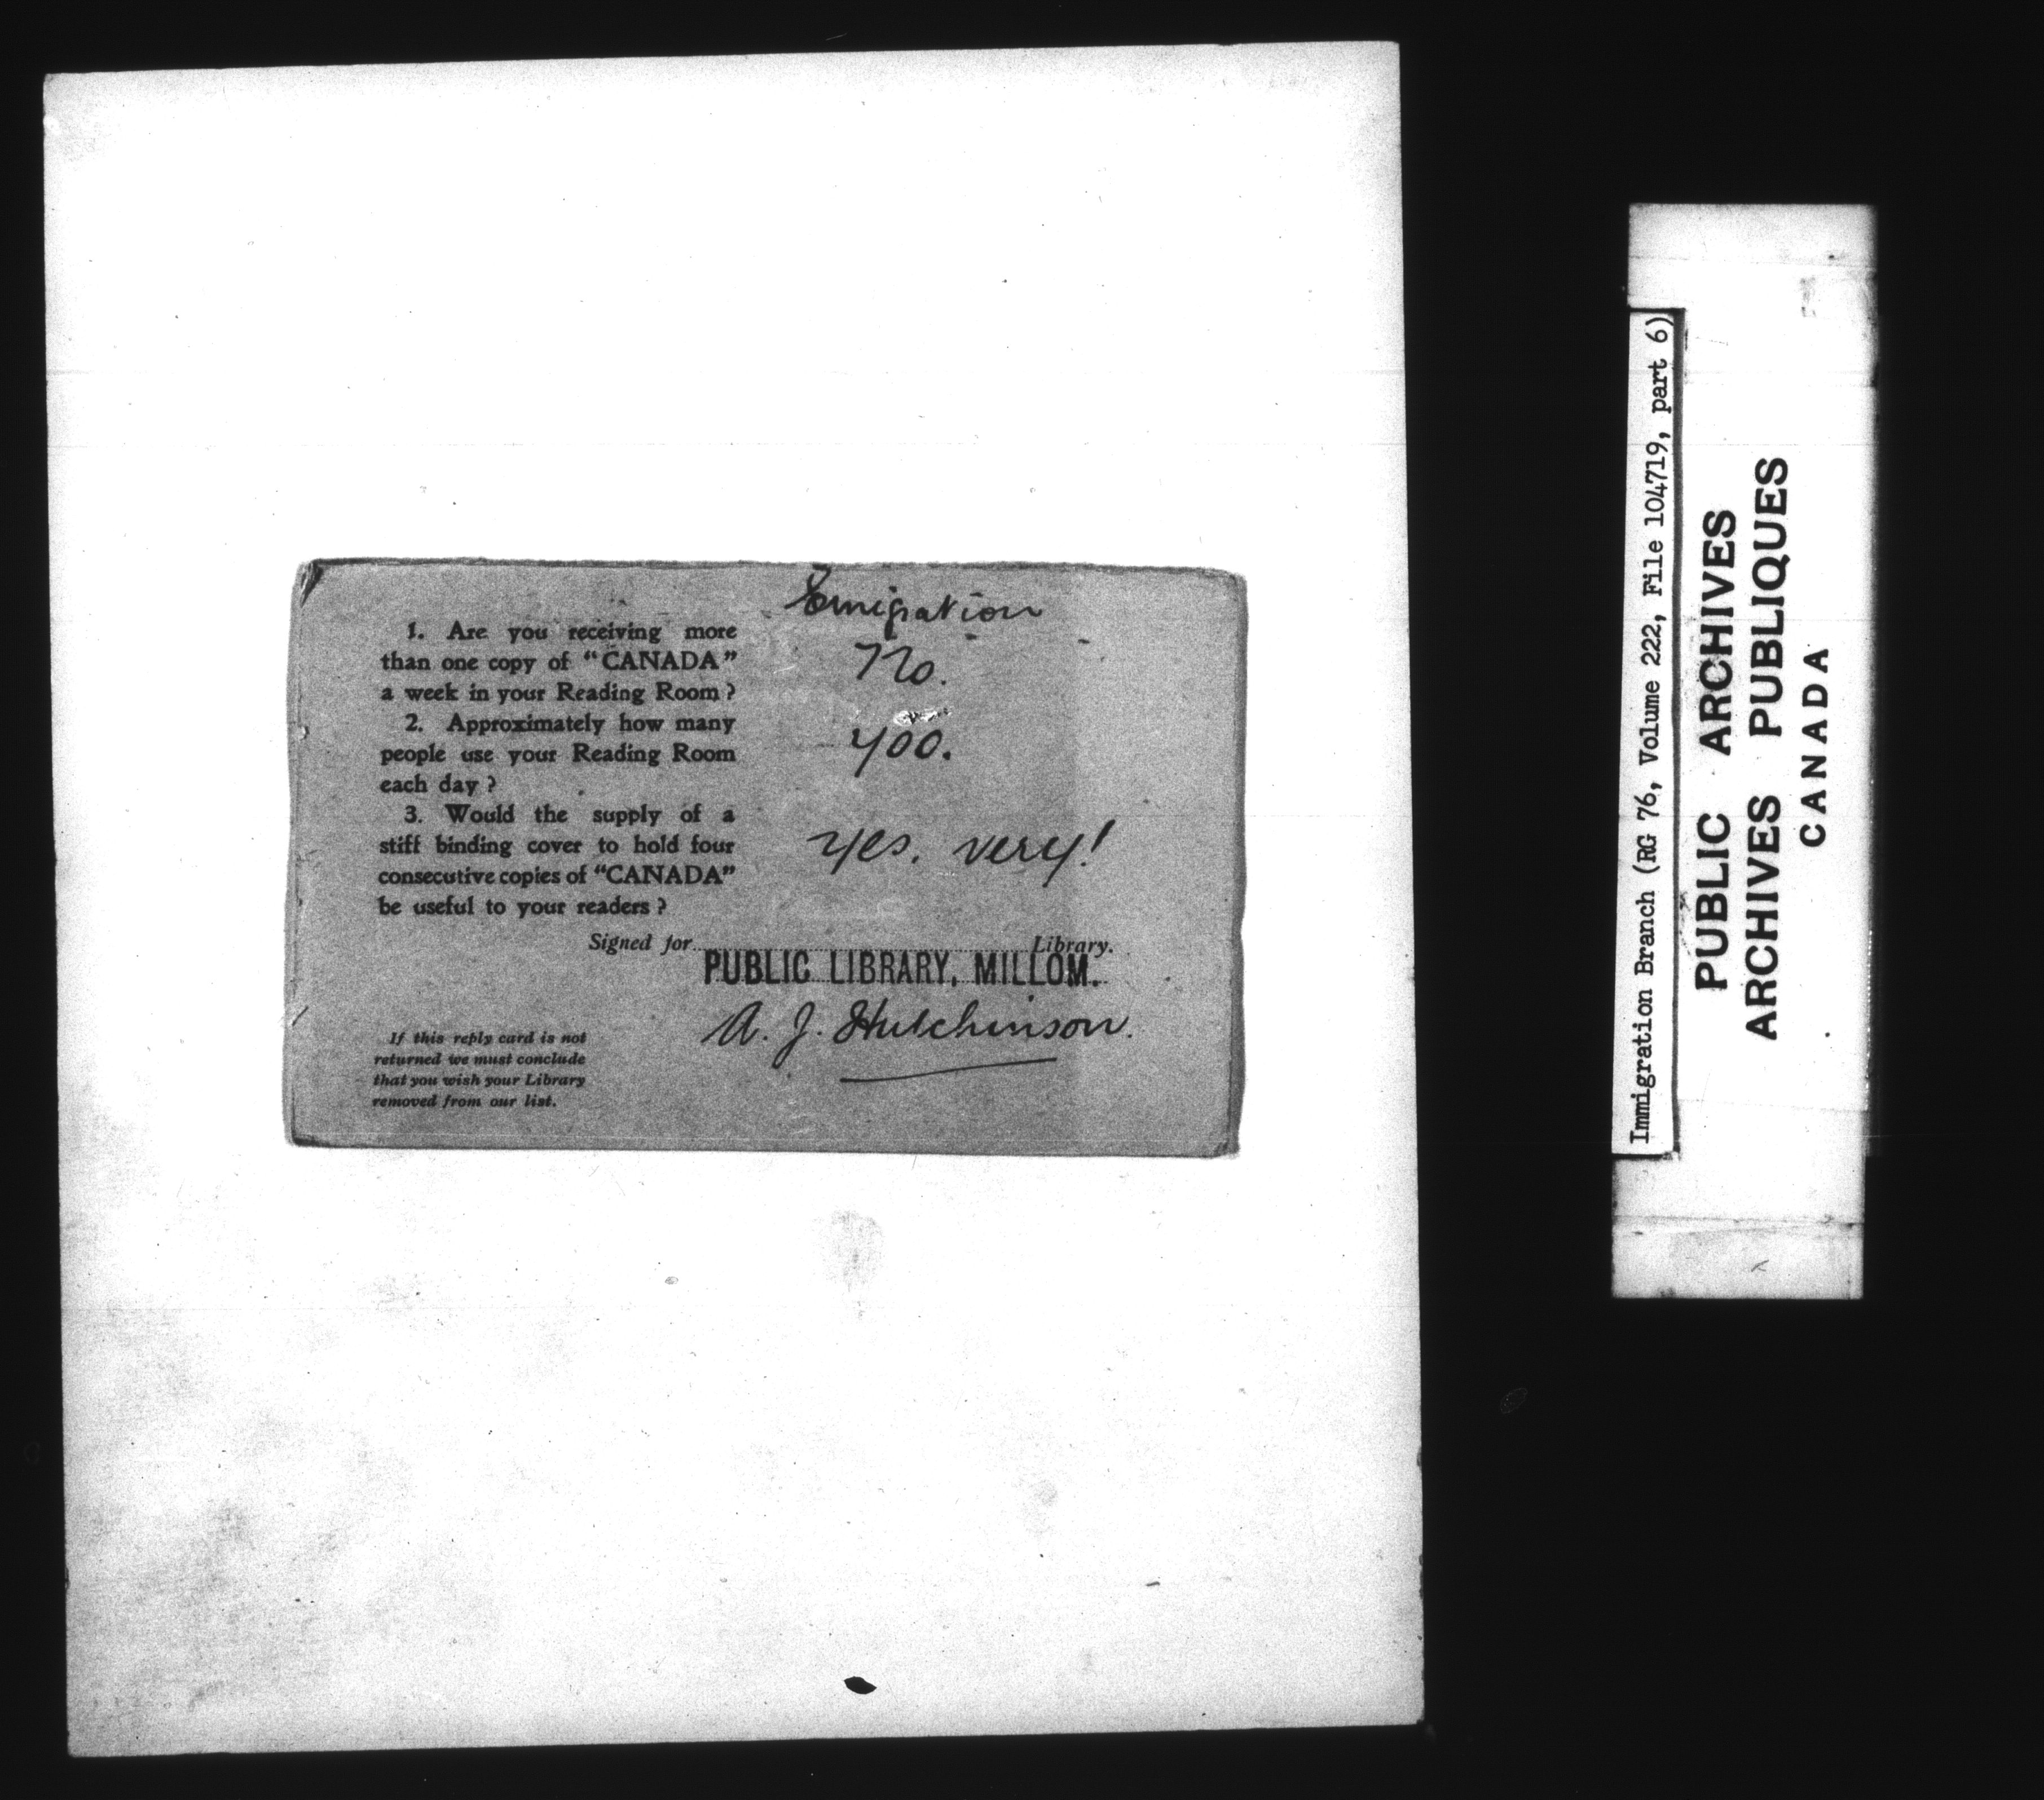 Emigration
1. Are you receiving more
than one copy of “CANADA”
a week in your Reading Room?
No.
2. Approximately how many
people use your Reading Room
each day?
400.
3. Would the supply of a
stiff binding cover to hold four
consecutive copies of “CANADA”
be useful to your readers?
Yes. very!
Signed for Library.
PUBLIC LIBRARY, MILLOM.
A. J. Hutchinson.
If this reply card is not
returned we must conclude
that you wish your Library
removed from our list.
Immigration Branch (RG 76, Volume 222, File 104719, part 6)
PUBLIC ARCHIVES
ARCHIVES PUBLIQUES
CANADA